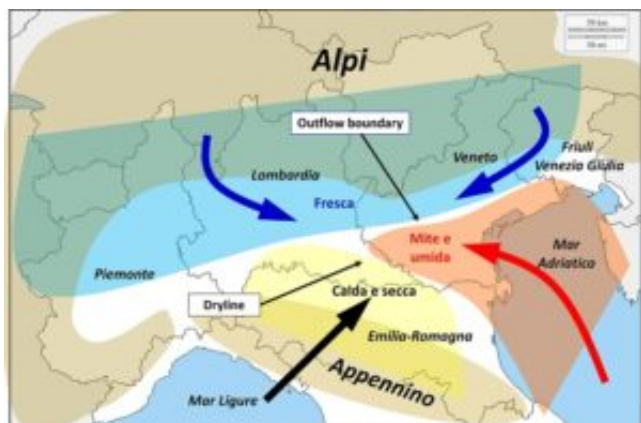 Alpi
Outflow boundary
Lombardia
Veneto
Friuli
Venezia Giulia
Fresca
Mite e
umida
Mar
Adriatico
Piemonte
Dryline
Calda e secca
Emilia-Romagna
Appennino
Mar Ligure